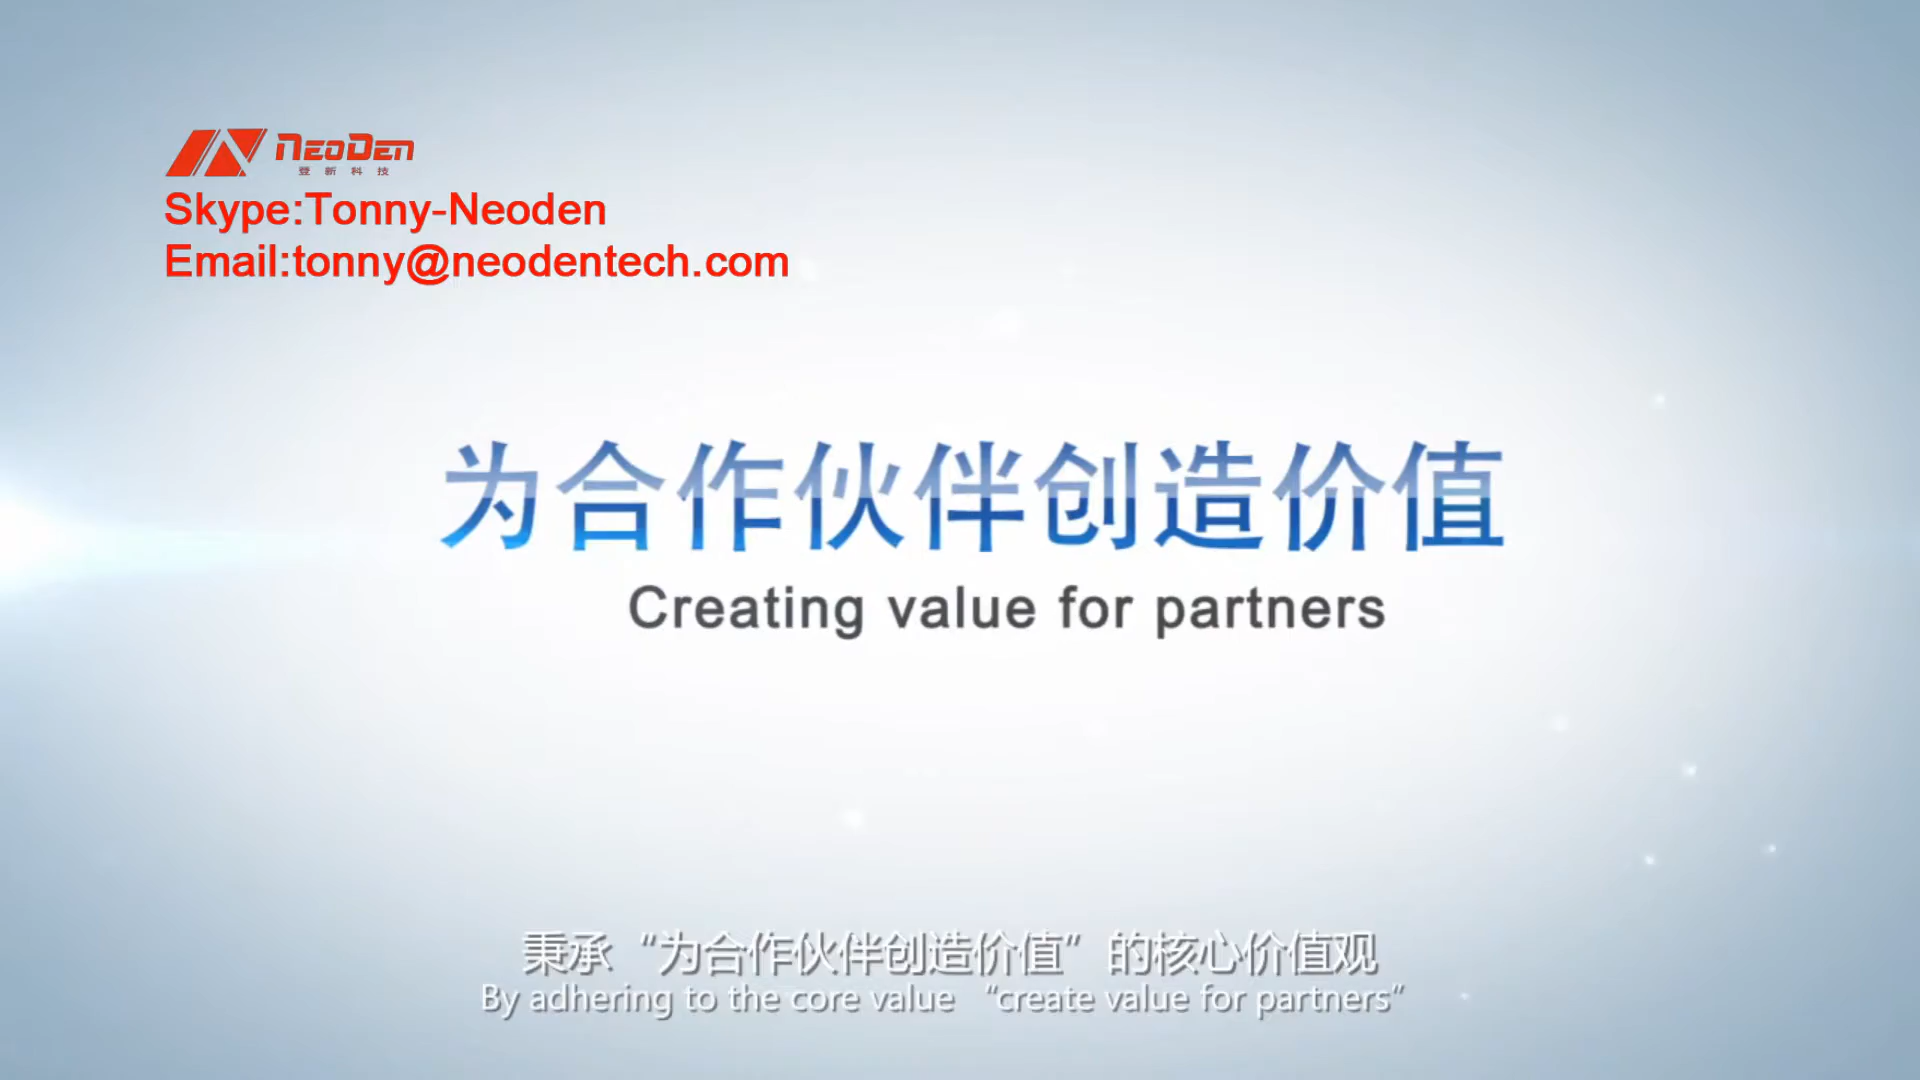 NeoDen
登新科技
Skype:Tonny-Neoden
Email:tonny@neodentech.com
为合作伙伴创造价值
Creating value for partners
秉承“为合作伙伴创造价值”的核心价值观
By adhering to the core value “create value for partners”